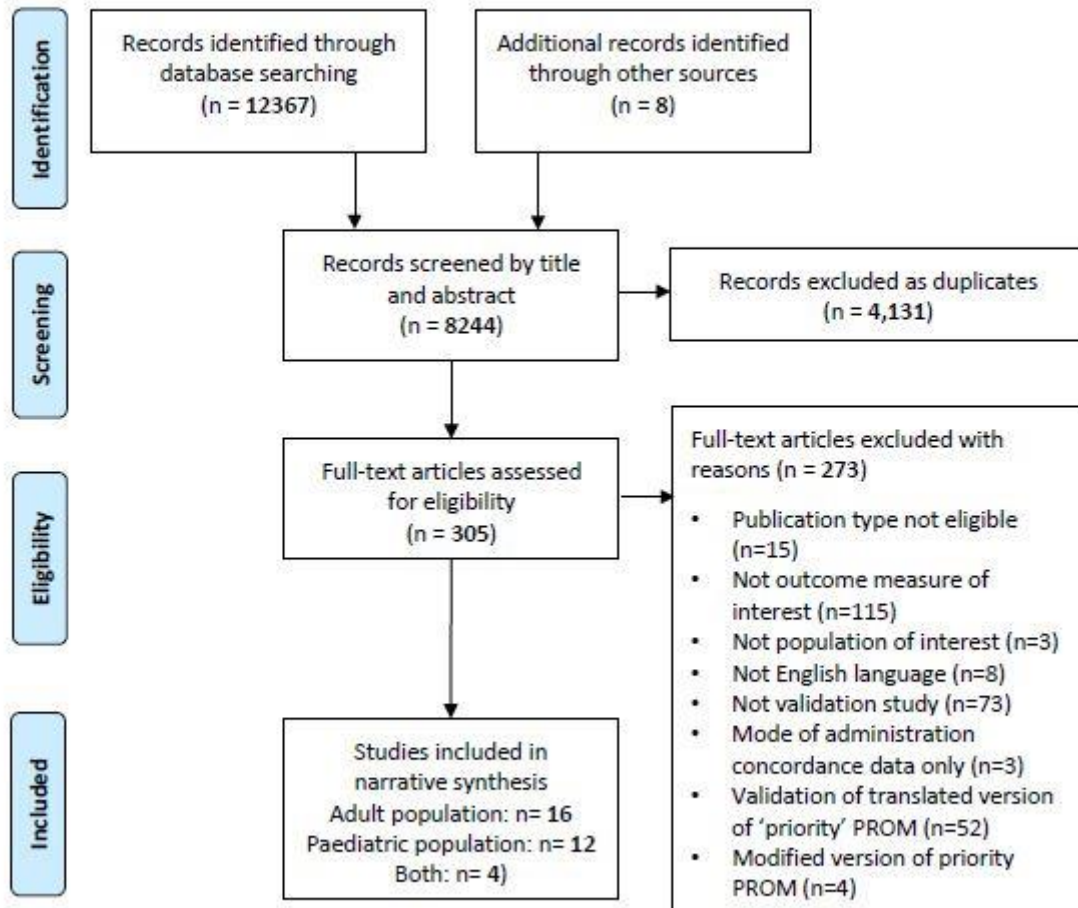 Identification
Records identified through
database searching
(n = 12367)
Additional records identified
through other sources
(n = 8)
Screening
Records screened by title
and abstract
(n = 8244)
Records excluded as duplicates
(n = 4,131)
Eligibility
Full-text articles assessed
for eligibility
(n = 305)
Full-text articles excluded with
reasons (n = 273)
• Publication type not eligible
(n=15)
• Not outcome measure of
interest (n=115)
• Not population of interest (n=3)
• Not English language (n=8)
• Not validation study (n=73)
• Mode of administration
concordance data only (n=3)
• Validation of translated version
of ‘priority’ PROM (n=52)
• Modified version of priority
PROM (n=4)
Included
Studies included in
narrative synthesis
Adult population: n= 16
Paediatric population: n= 12
Both: n= 4)